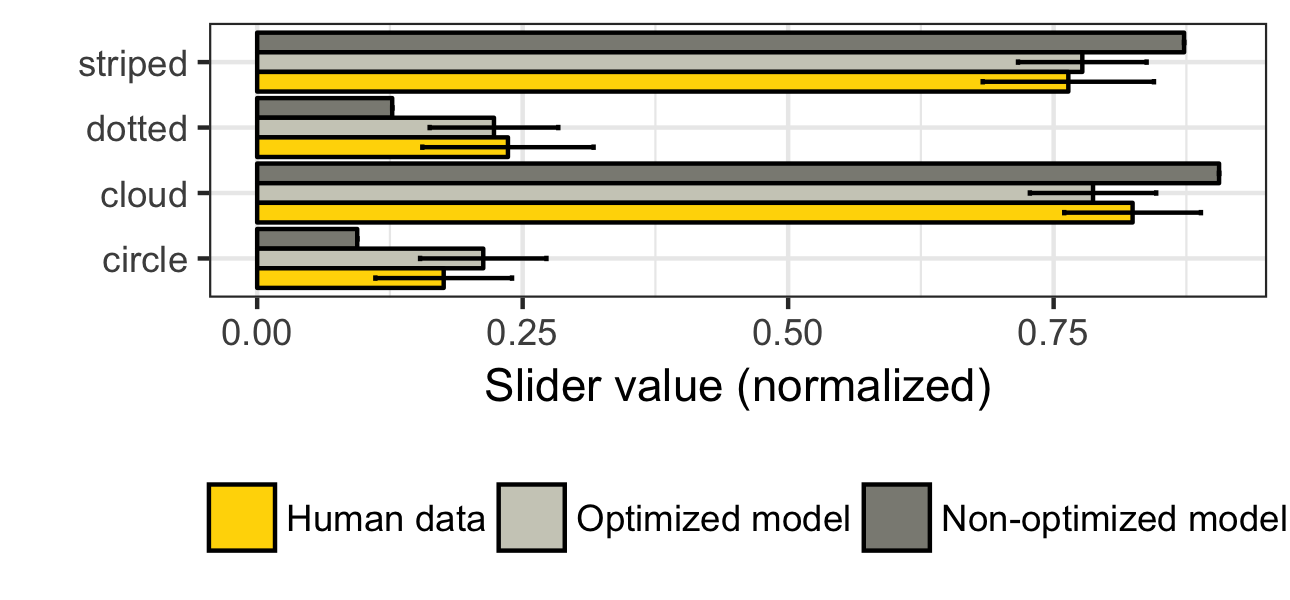 striped
dotted
cloud
circle
0.00 0.25 0.50 0.75
Slider value (normalized)
Human data Optimized model Non-optimized model